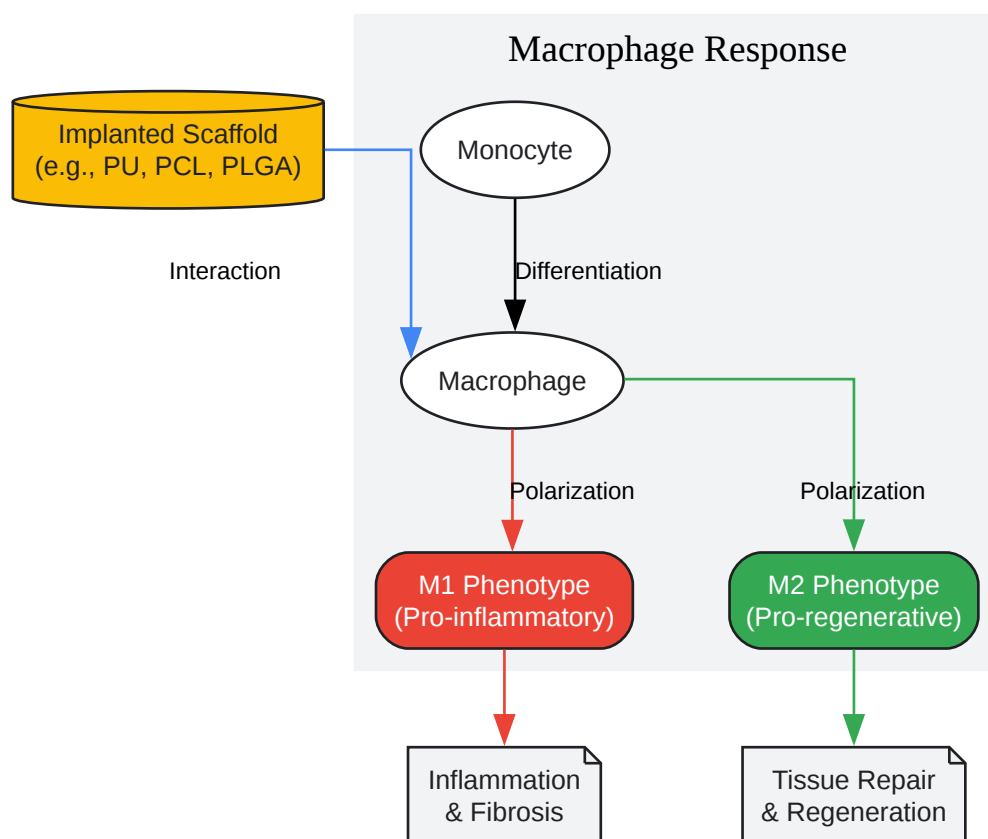 Macrophage Response
Implanted Scaffold
(e.g., PU, PCL, PLGA)
Monocyte
Interaction
Differentiation
Macrophage
Polarization
Polarization
M1 Phenotype
(Pro-inflammatory)
M2 Phenotype
(Pro-regenerative)
Inflammation
& Fibrosis
Tissue Repair
& Regeneration